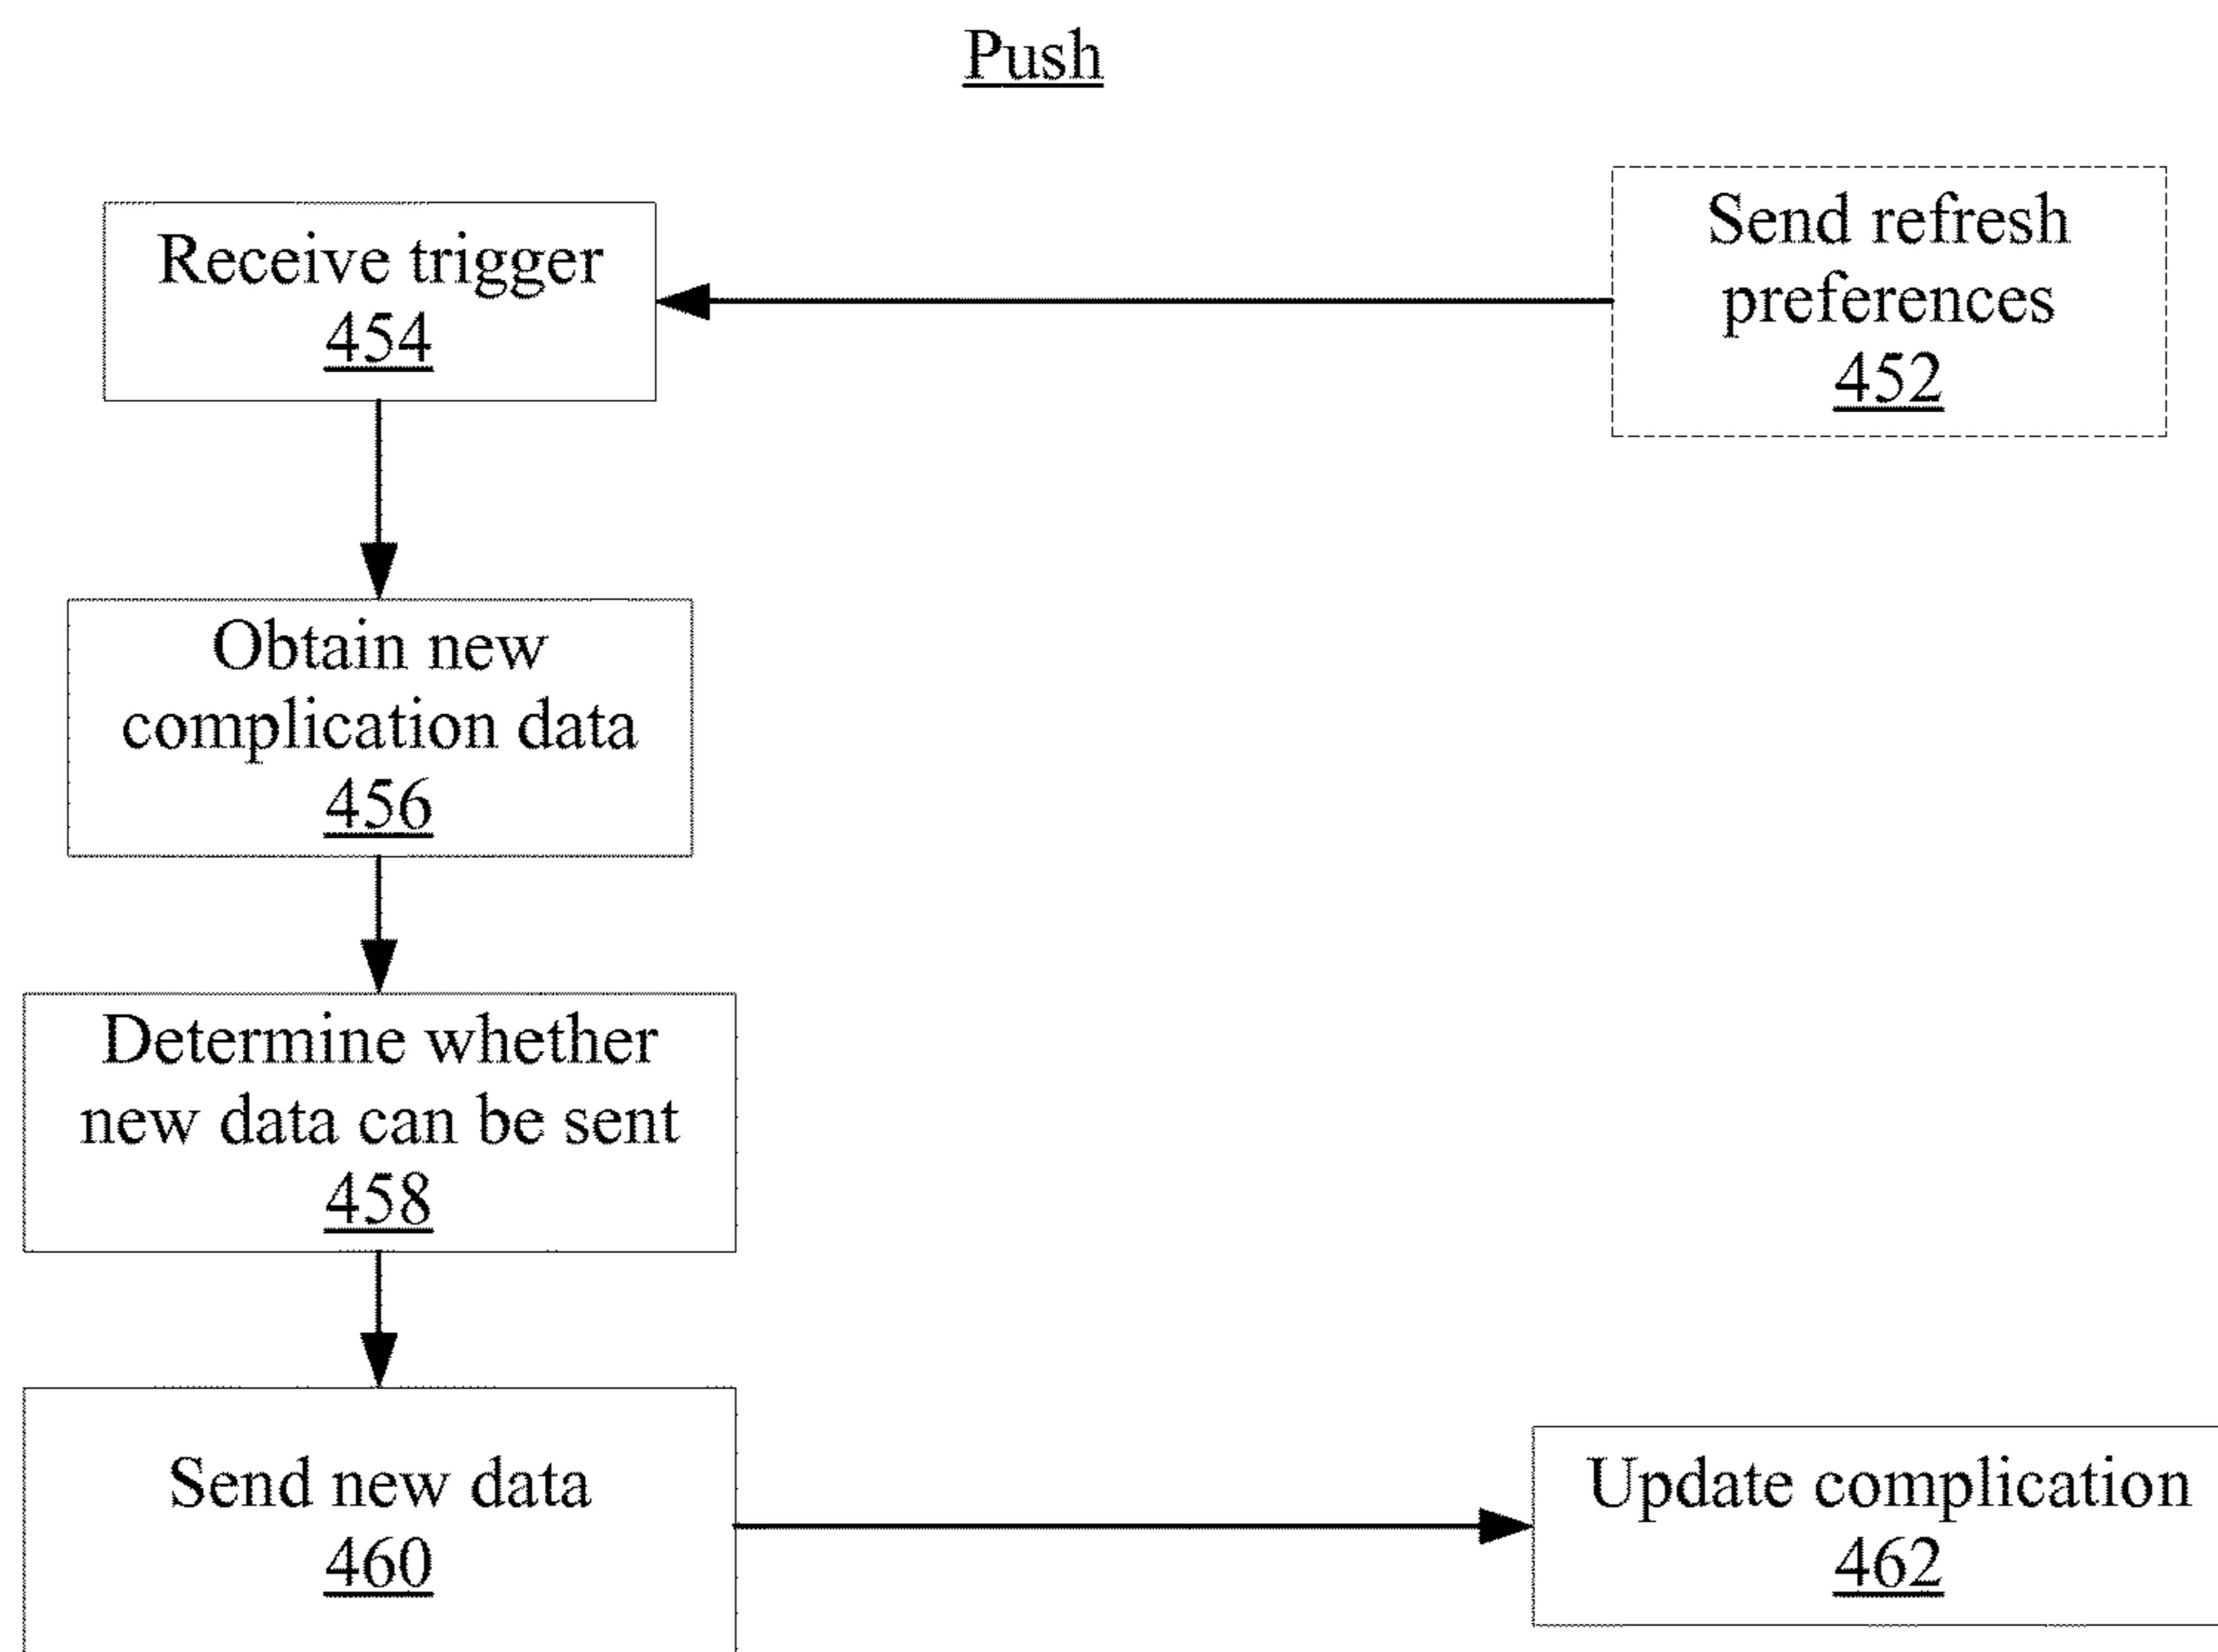 Push
Receive trigger
454
Send refresh
preferences
452
Obtain new
complication data
456
Determine whether
new data can be sent
458
Send new data
460
Update complication
462